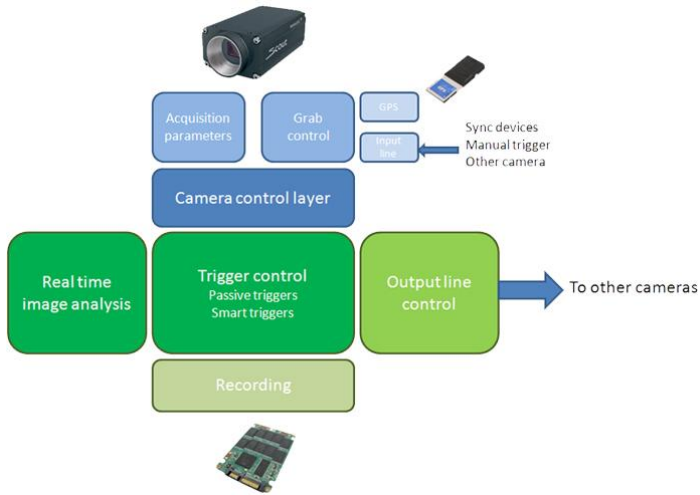 scout
Acquisition
parameters
Grab
control
GPS
Input
line
Sync devices
Manual trigger
Other camera
Camera control layer
Real time
image analysis
Trigger control
Passive triggers
Smart triggers
Output line
control
To other cameras
Recording